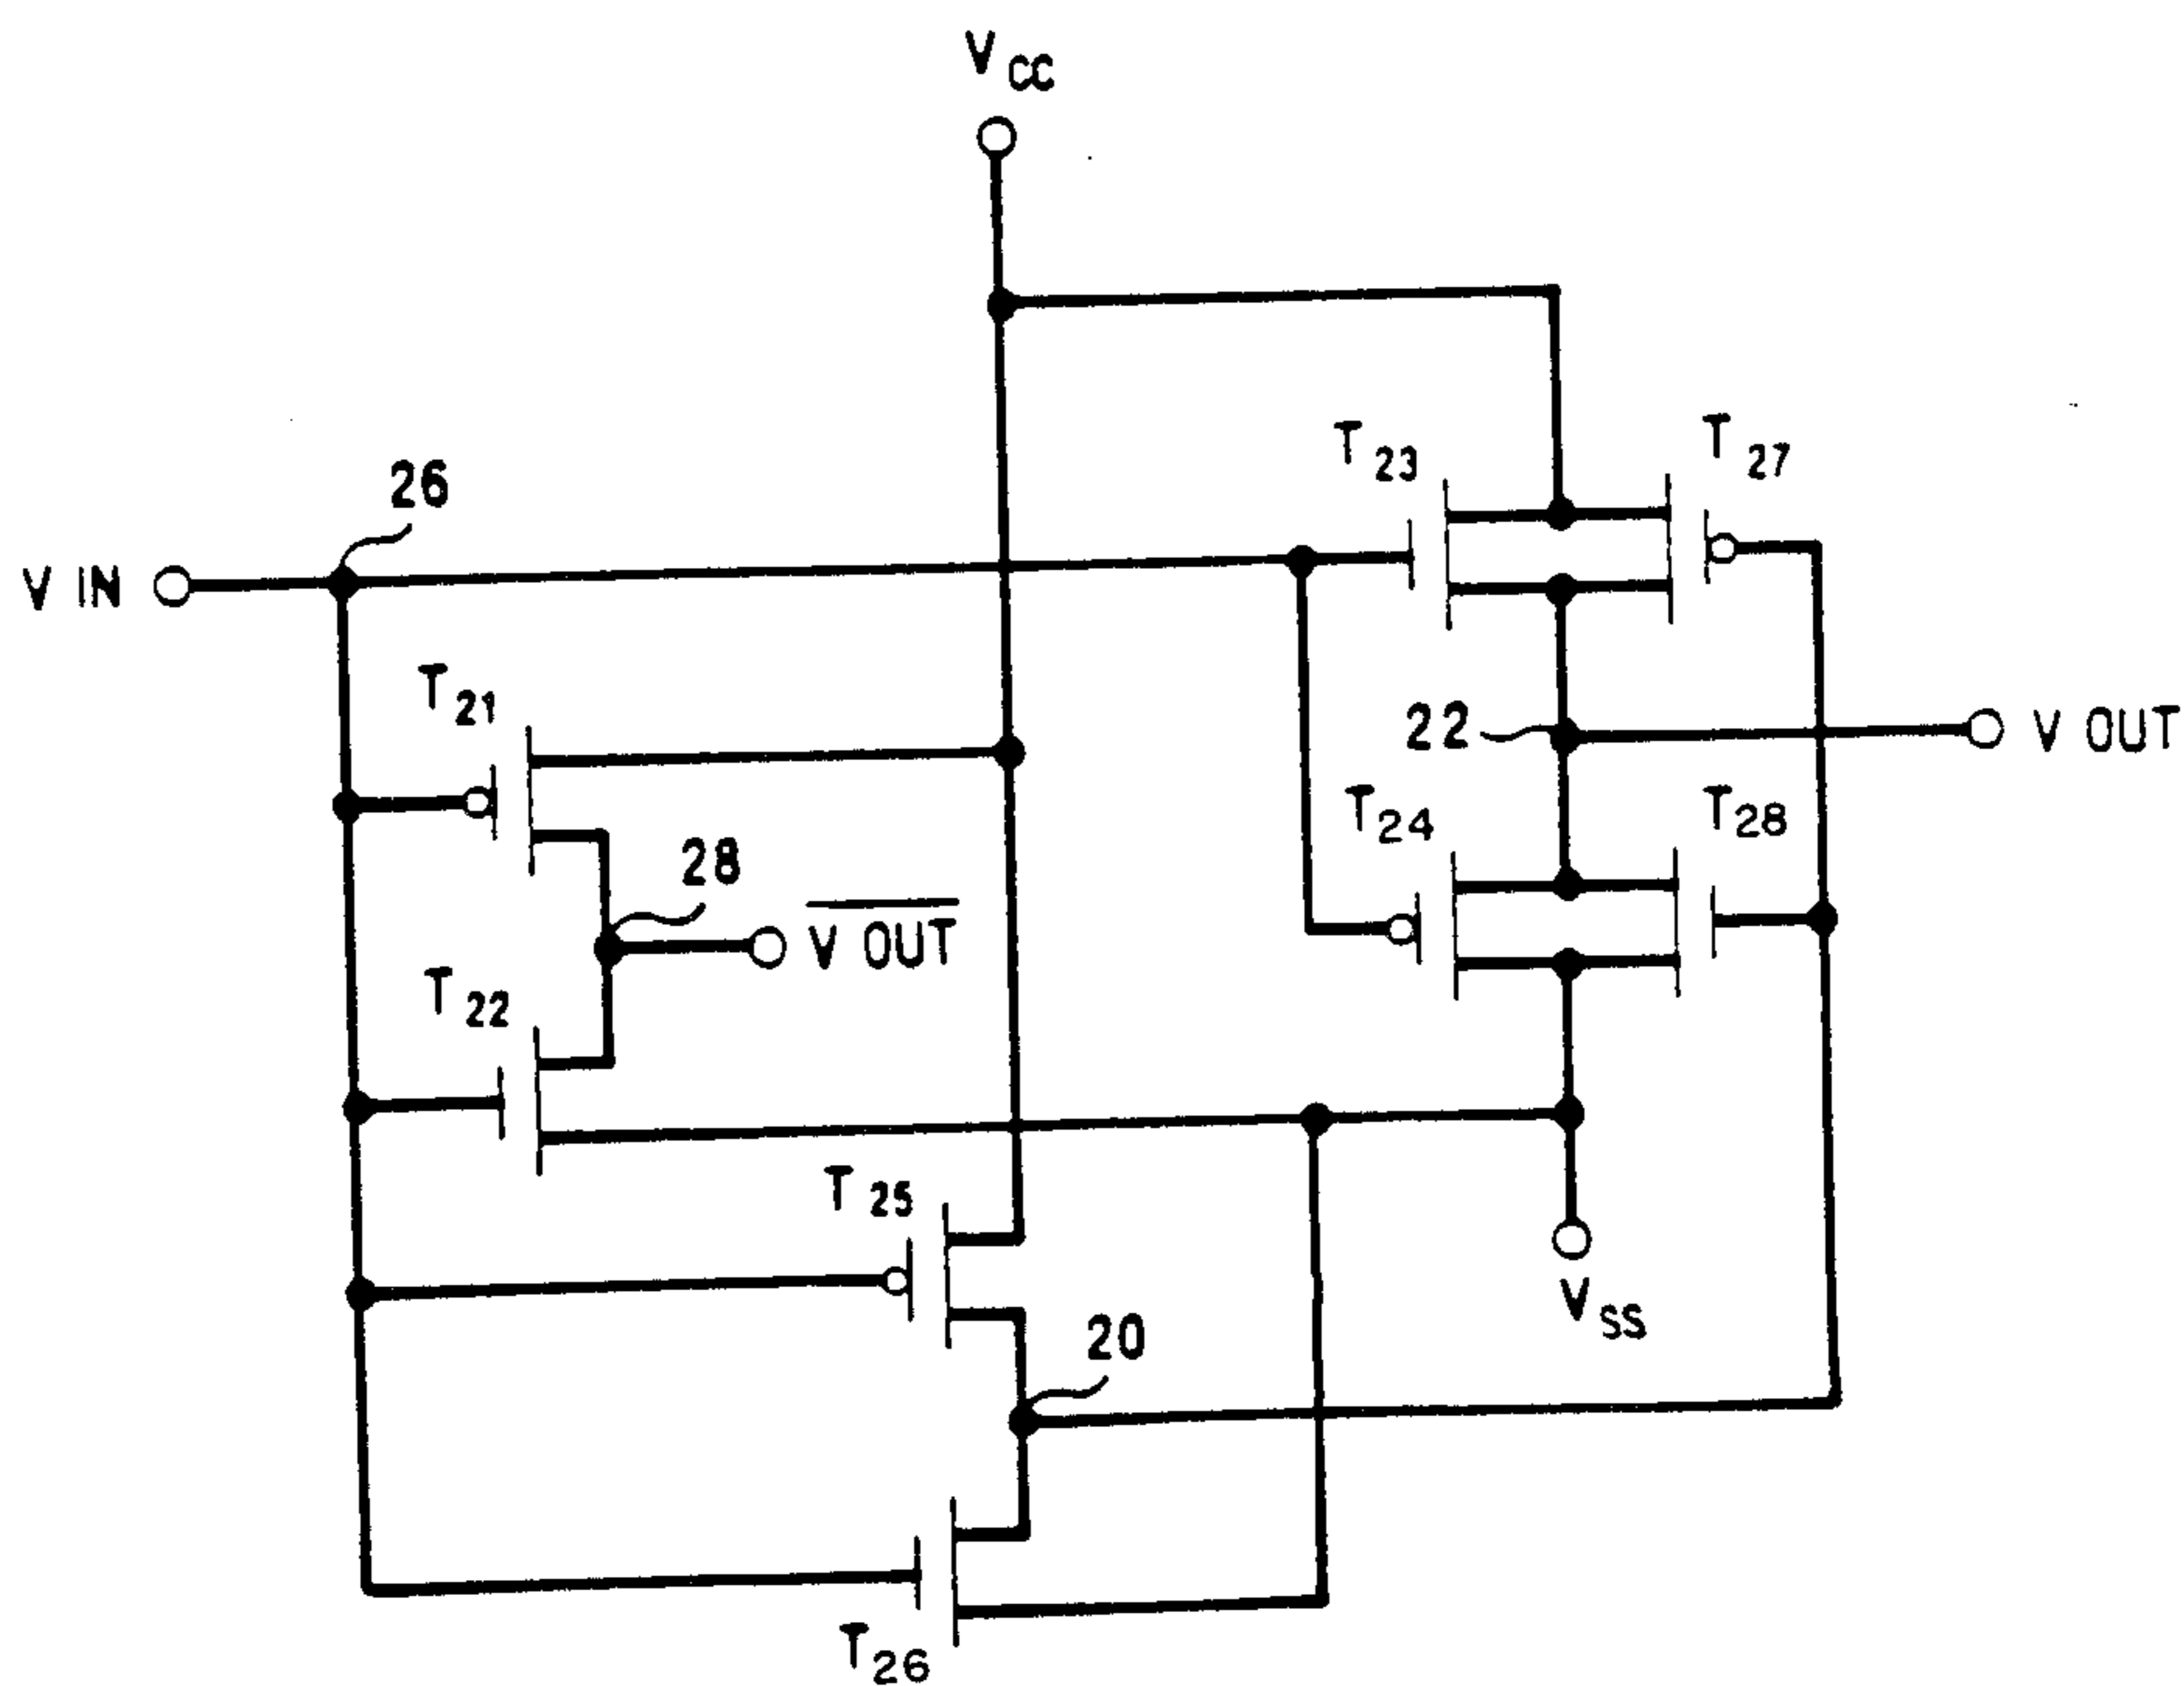 VCC
T23
T27
26
V IN
T21
22
V OUT
T24
T28
28
V OUT
T22
T25
VSS
20
T26